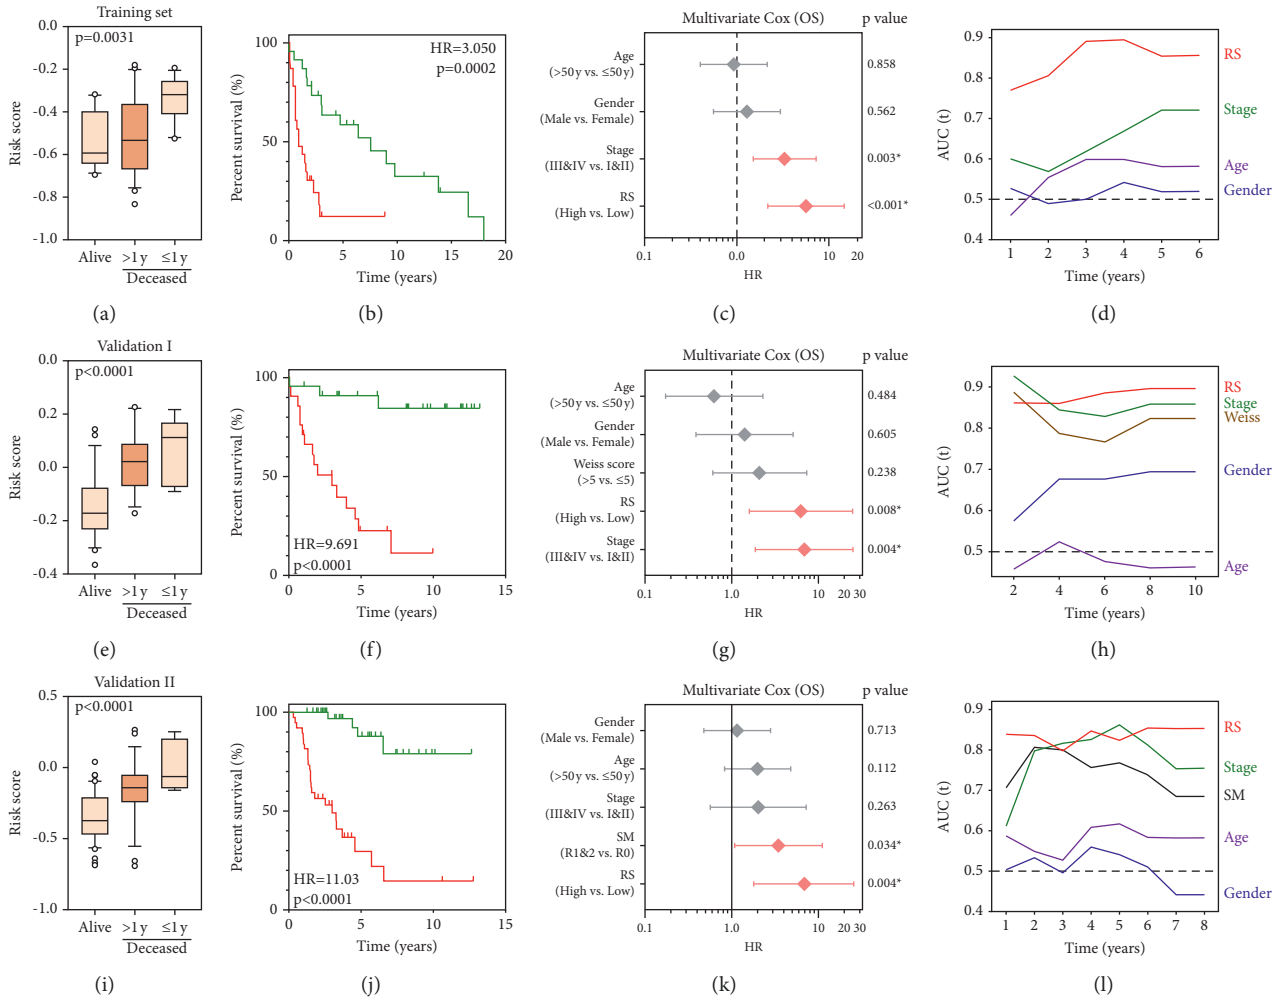 Training set
p=0.0031
Risk score
0.0
-0.2
-0.4
-0.6
-0.8
-1.0
Alive >1 y ≤1 y
Deceased
(a)
HR=3.050
p=0.0002
Percent survival (%)
100
50
0
0 5 10 15 20
Time (years)
(b)
Multivariate Cox (OS) p value
Age
(>50 y vs. ≤50 y) 0.858
Gender
(Male vs. Female) 0.562
Stage
(III&IV vs. I&II) 0.003*
RS
(High vs. Low) <0.001*
0.1 0.0 10 20
HR
(c)
AUC (t)
0.9
0.8
0.7
0.6
0.5
0.4
RS
Stage
Age
Gender
1 2 3 4 5 6
Time (years)
(d)
Validation I
p<0.0001
Risk score
0.0
0.2
0.0
-0.2
-0.4
Alive >1 y ≤1 y
Deceased
(e)
Percent survival (%)
100
50
0
HR=9.691
p<0.0001
0 5 10 15
Time (years)
(f)
Multivariate Cox (OS) p value
Age
(>50 y vs. ≤50 y) 0.484
Gender
(Male vs. Female) 0.605
Weiss score
(>5 vs. ≤5) 0.238
RS
(High vs. Low) 0.008*
Stage
(III&IV vs. I&II) 0.004*
0.1 1.0 10 20 30
HR
(g)
AUC (t)
0.9
0.8
0.7
0.6
0.5
RS
Stage
Weiss
Gender
Age
2 4 6 8 10
Time (years)
(h)
Validation II
p<0.0001
Risk score
0.5
0.0
-0.5
-1.0
Alive >1 y ≤1 y
Deceased
(i)
Percent survival (%)
100
50
0
HR=11.03
p<0.0001
0 5 10 15
Time (years)
(j)
Multivariate Cox (OS) p value
Gender
(Male vs. Female) 0.713
Age
(>50 y vs. ≤50 y) 0.112
Stage
(III&IV vs. I&II) 0.263
SM
(R1&2 vs. R0) 0.034*
RS
(High vs. Low) 0.004*
0.1 1.0 10 20 30
HR
(k)
AUC (t)
0.9
0.8
0.7
0.6
0.5
0.4
RS
Stage
SM
Age
Gender
1 2 3 4 5 6 7 8
Time (years)
(l)